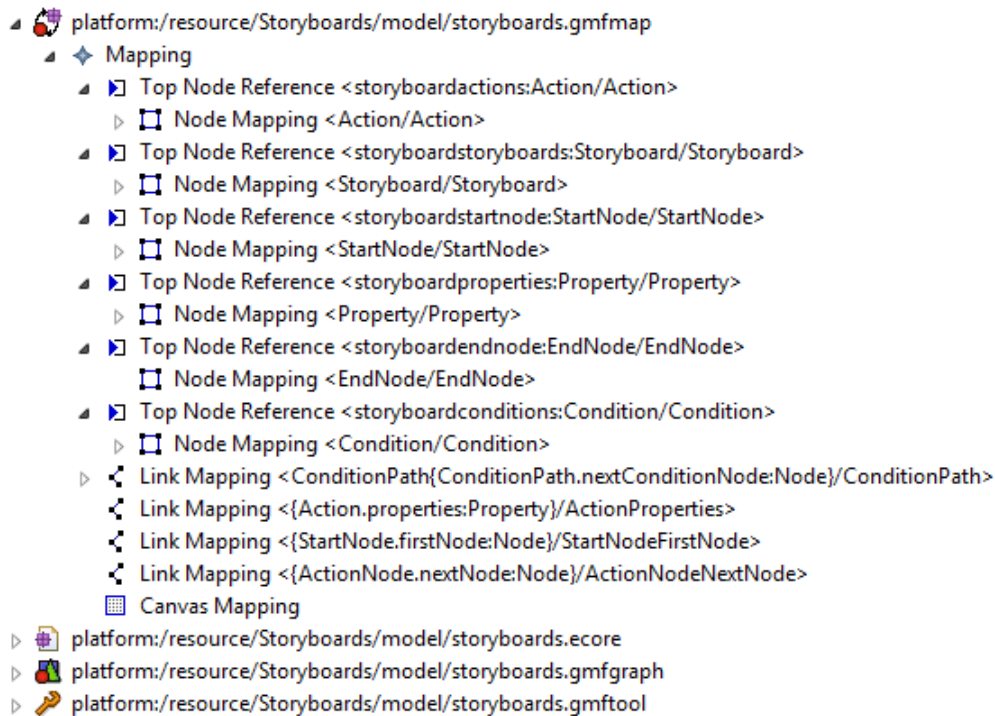 platform:/resource/Storyboards/model/storyboards.gmfmap
Mapping
Top Node Reference <storyboardactions:Action/Action>
Node Mapping <Action/Action>
Top Node Reference <storyboardstoryboards:Storyboard/Storyboard>
Node Mapping <Storyboard/Storyboard>
Top Node Reference <storyboardstartnode:StartNode/StartNode>
Node Mapping <StartNode/StartNode>
Top Node Reference <storyboardproperties:Property/Property>
Node Mapping <Property/Property>
Top Node Reference <storyboardendnode:EndNode/EndNode>
Node Mapping <EndNode/EndNode>
Top Node Reference <storyboardconditions:Condition/Condition>
Node Mapping <Condition/Condition>
Link Mapping <ConditionPath{ConditionPath.nextConditionNode:Node}/ConditionPath>
Link Mapping <{Action.properties:Property}/ActionProperties>
Link Mapping <{StartNode.firstNode:Node}/StartNodeFirstNode>
Link Mapping <{ActionNode.nextNode:Node}/ActionNodeNextNode>
Canvas Mapping
platform:/resource/Storyboards/model/storyboards.ecore
platform:/resource/Storyboards/model/storyboards.gmfgraph
platform:/resource/Storyboards/model/storyboards.gmftool